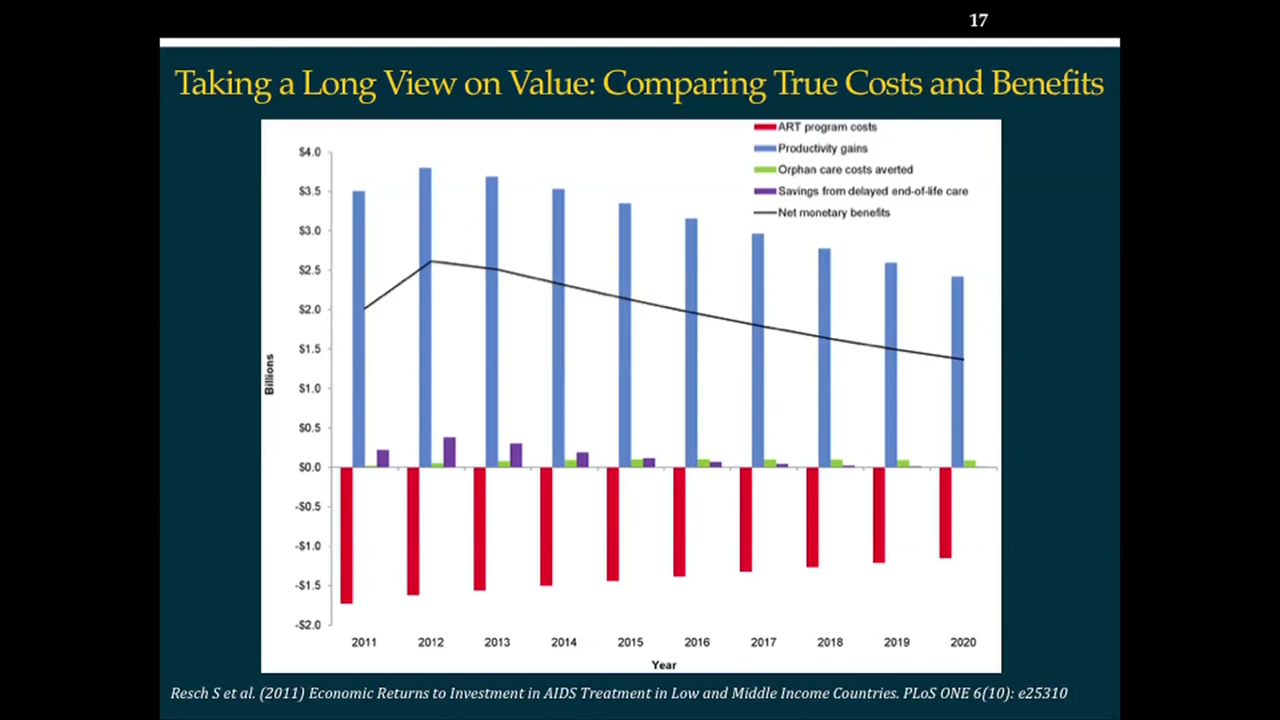 17
Taking a Long View on Value: Comparing True Costs and Benefits
ART program costs
Productivity gains
Orphan care costs averted
Savings from delayed end-of-life care
Net monetary benefits
$4.0
$3.5
$3.0
$2.5
$2.0
$1.5
$1.0
$0.5
$0.0
-$0.5
-$1.0
-$1.5
-$2.0
Billions
2011 2012 2013 2014 2015 2016 2017 2018 2019 2020
Year
Resch S et al. (2011) Economic Returns to Investment in AIDS Treatment in Low and Middle Income Countries. PLoS ONE 6(10): e25310